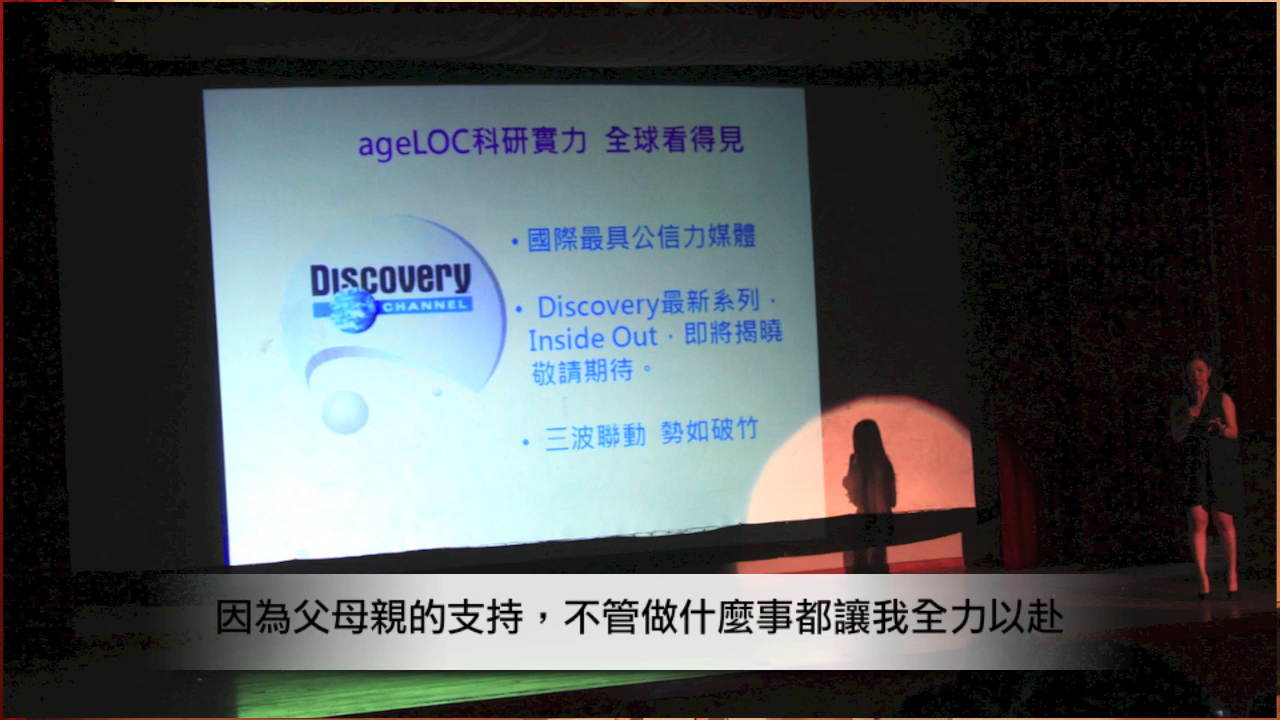 ageLOC科研實力 全球看得見
Discovery
CHANNEL
• 國際最具公信力媒體
• Discovery最新系列，
Inside Out，即將揭曉
敬請期待。
• 三波聯動 勢如破竹
因為父母親的支持，不管做什麼事都讓我全力以赴